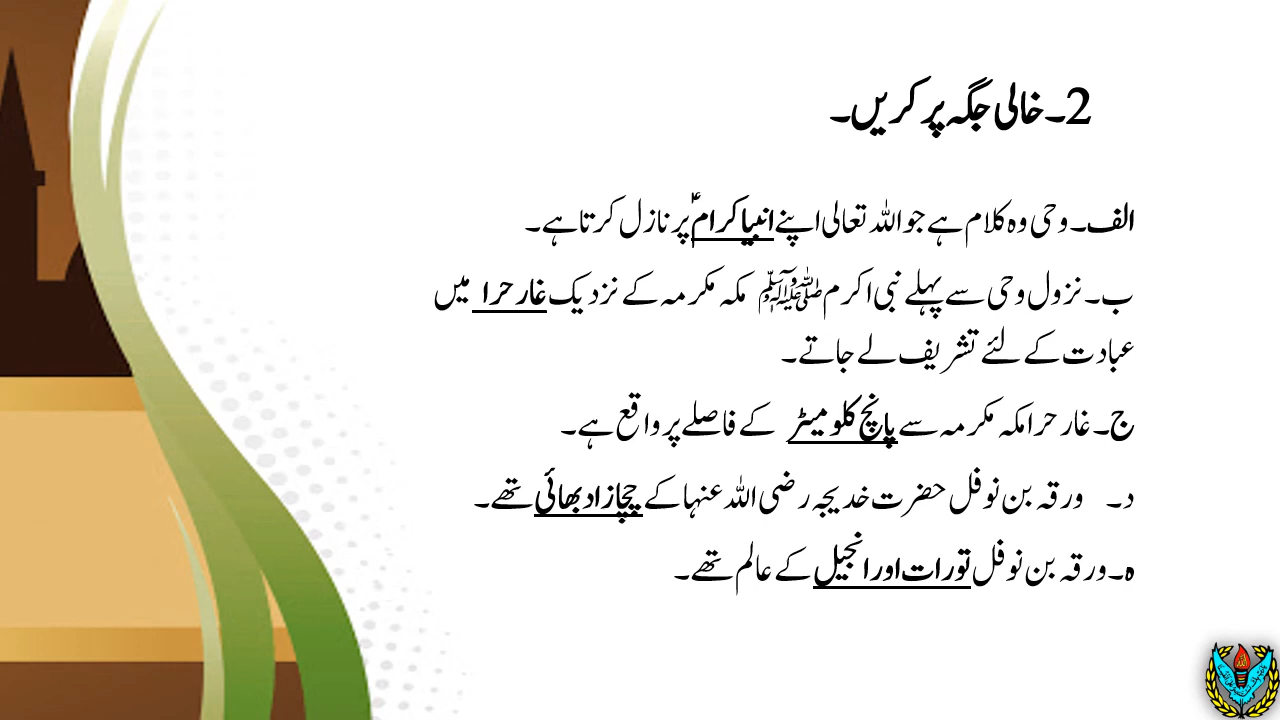 2۔خالی جگہ پر کریں۔
الف۔وحی وہ کلام ہے جو اللہ تعالی اپنے انبیا کرامؑ پر نازل کرتا ہے۔
ب۔نزول وحی سے پہلے نبی اکرم ﷺ مکہ مکرمہ کے نزدیک غار حرا میں
عبادت کے لئے تشریف لے جاتے۔
ج۔غار حرا مکہ مکرمہ سے پانچ کلو میٹر کے فاصلے پر واقع ہے۔
د۔ ورقہ بن نوفل حضرت خدیجہ رضی اللہ عنہا کے چچازاد بھائی تھے۔
ہ۔ورقہ بن نوفل تورات اور انجیل کے عالم تھے۔